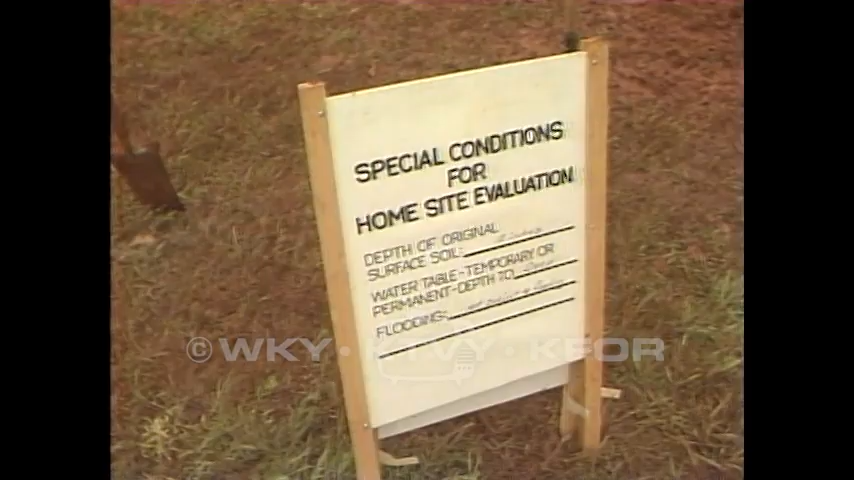 SPECIAL CONDITIONS
FOR
HOME SITE EVALUATION
DEPTH OF ORIGINAL
SURFACE SOIL:
WATER TABLE-TEMPORARY OR
PERMANENT-DEPTH TO
FLOODING:
© WKY · KTVY · KFOR